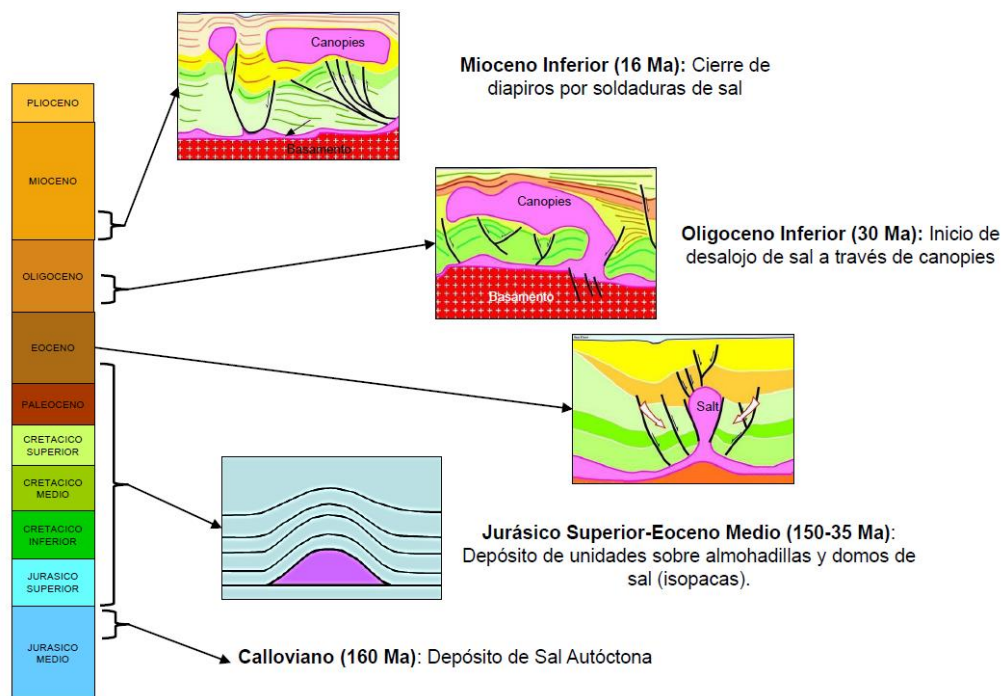 PLIOCENO
MIOCENO
OLIGOCENO
EOCENO
PALEOCENO
CRETACICO
SUPERIOR
CRETACICO
MEDIO
CRETACICO
INFERIOR
JURASICO
SUPERIOR
JURASICO
MEDIO
Canopies
Basamento
Mioceno Inferior (16 Ma): Cierre de
diapiros por soldaduras de sal
Canopies
Basamento
Oligoceno Inferior (30 Ma): Inicio de
desalojo de sal a través de canopies
Salt
Jurásico Superior-Eoceno Medio (150-35 Ma):
Depósito de unidades sobre almohadillas y domos de
sal (isopacas).
Calloviano (160 Ma): Depósito de Sal Autóctona